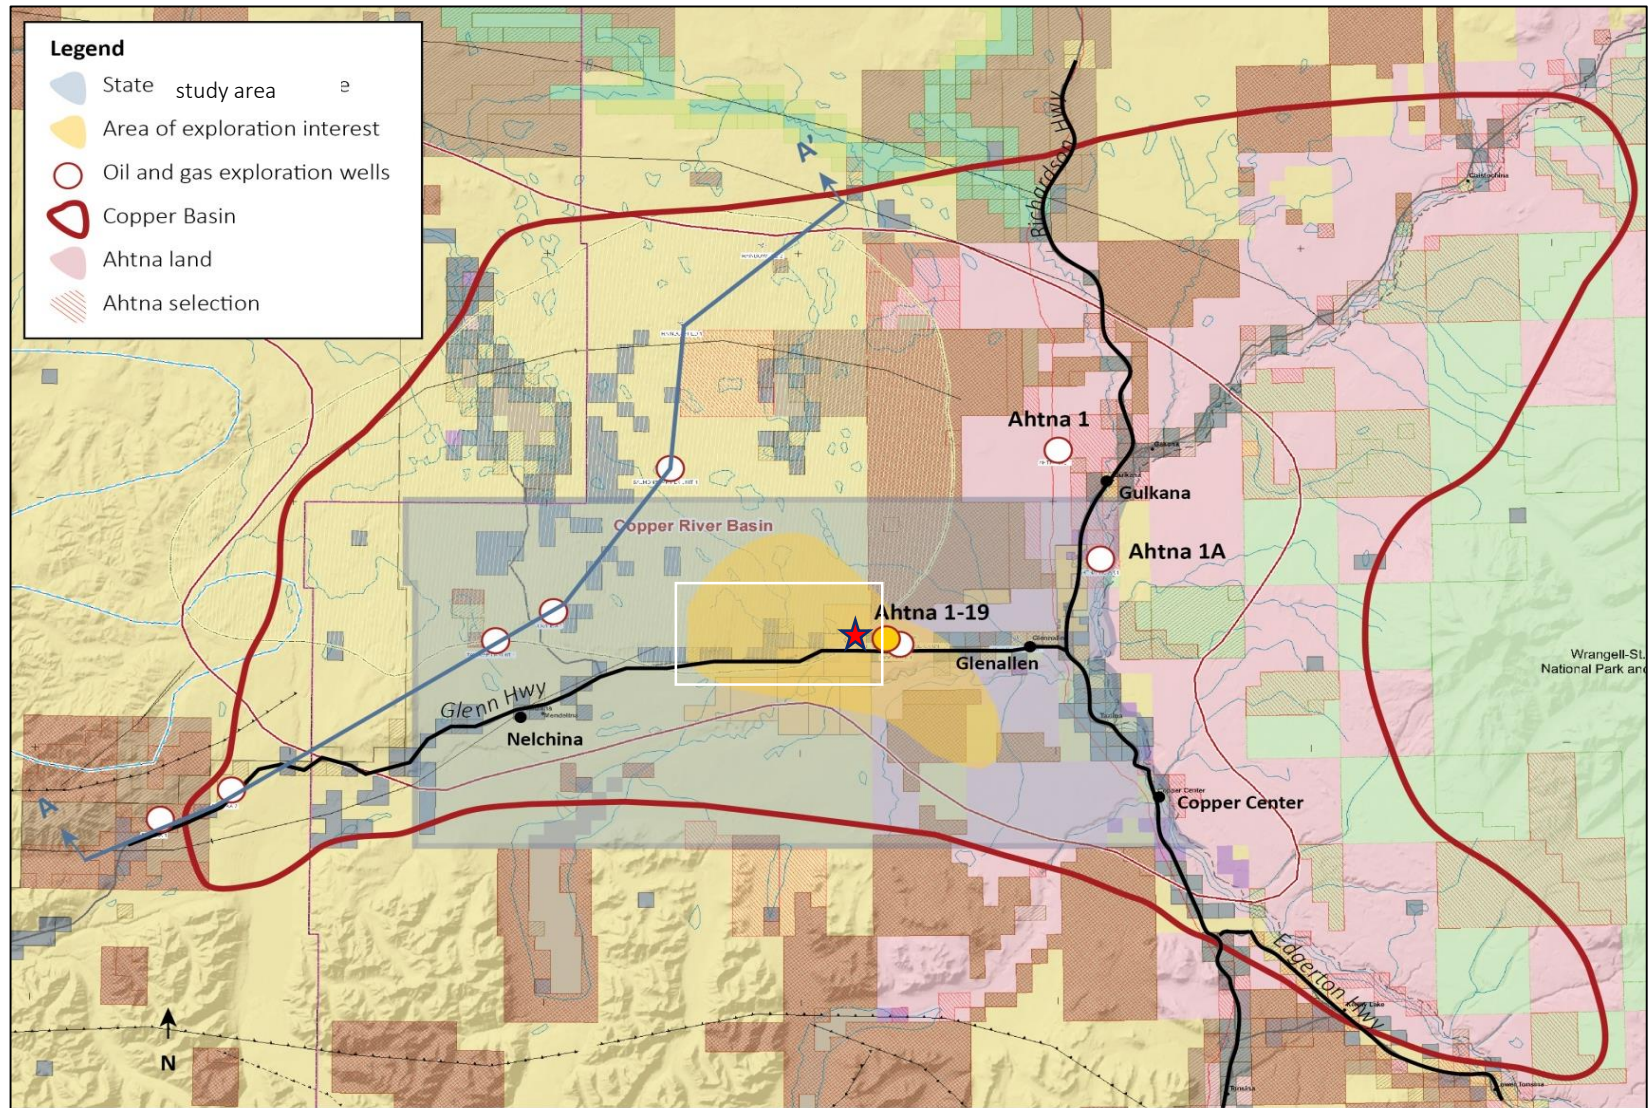 Legend
State study area e
Area of exploration interest
Oil and gas exploration wells
Copper Basin
Ahtna land
Ahtna selection
A'
Richardson Hwy
Ahtna 1
Gulkana
Copper River Basin
Ahtna 1A
Ahtna 1-19
Glenallen
Wrangell-St.
National Park and
Glenn Hwy
Nelchina
Copper Center
A
Edgerton Hwy
N